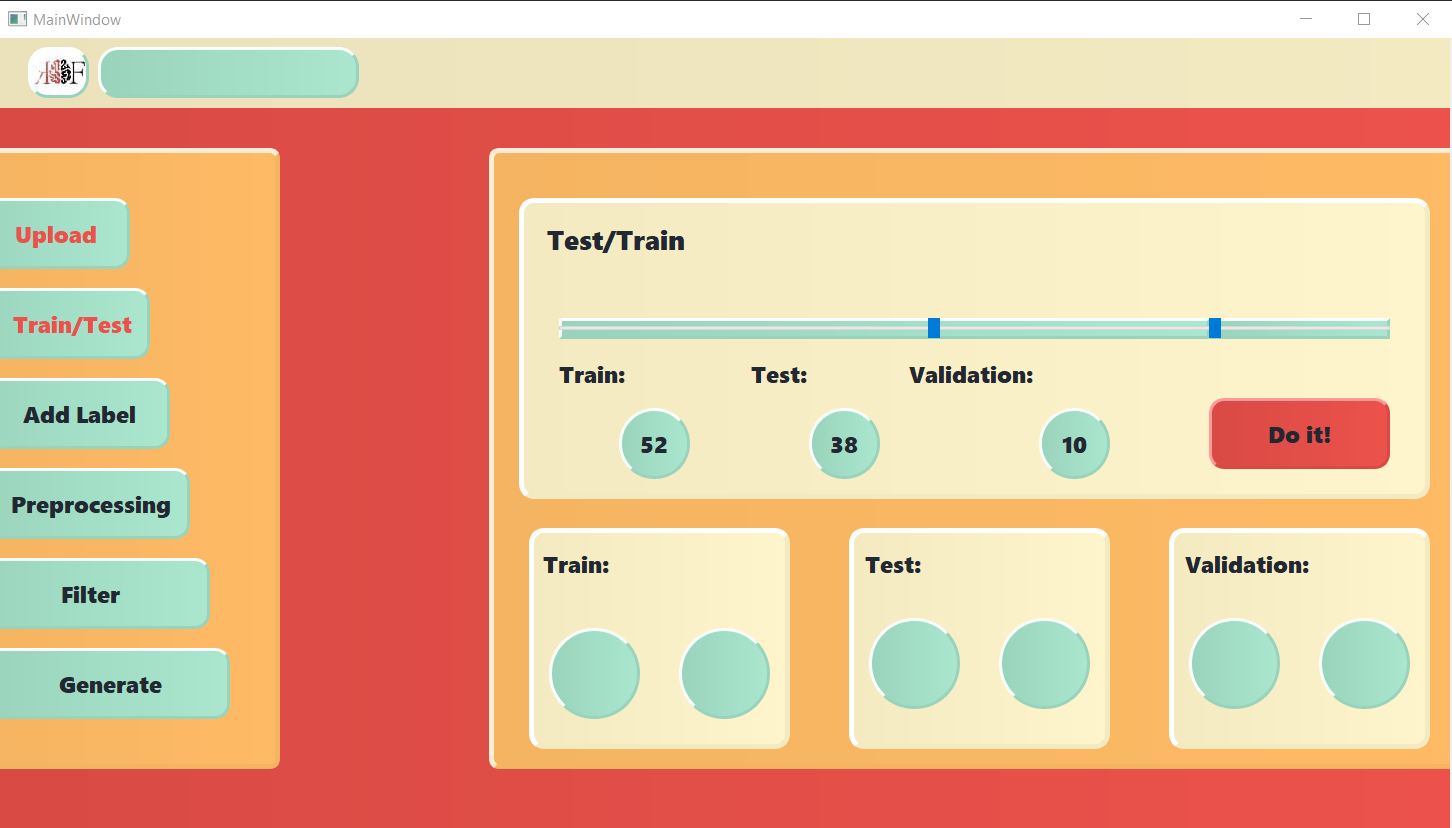 MainWindow
Upload
Train/Test
Add Label
Preprocessing
Filter
Generate
Test/Train
Train: Test: Validation:
52 38 10
Do it!
Train: Test: Validation: